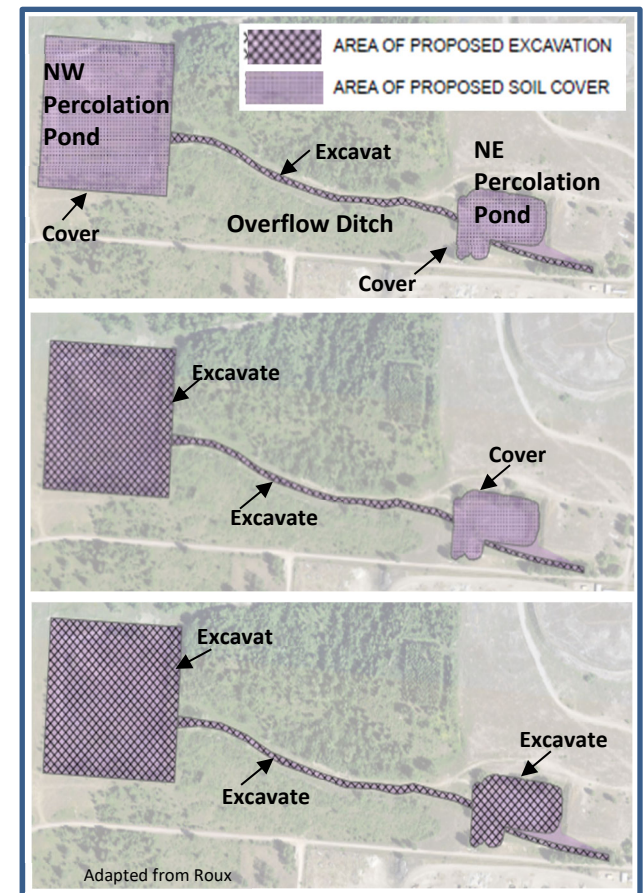 AREA OF PROPOSED EXCAVATION
AREA OF PROPOSED SOIL COVER
NW
Percolation
Pond
Excavat
NE
Percolation
Pond
Cover
Overflow Ditch
Cover
Excavate
Cover
Excavate
Excavat
Excavate
Excavate
Adapted from Roux